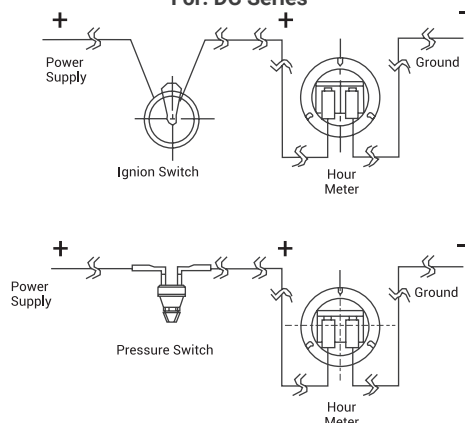 For: DC Series
+ + -
Power
Supply
Ground
Ignion Switch
Hour
Meter
+ + -
Power
Supply
Ground
Pressure Switch
Hour
Meter